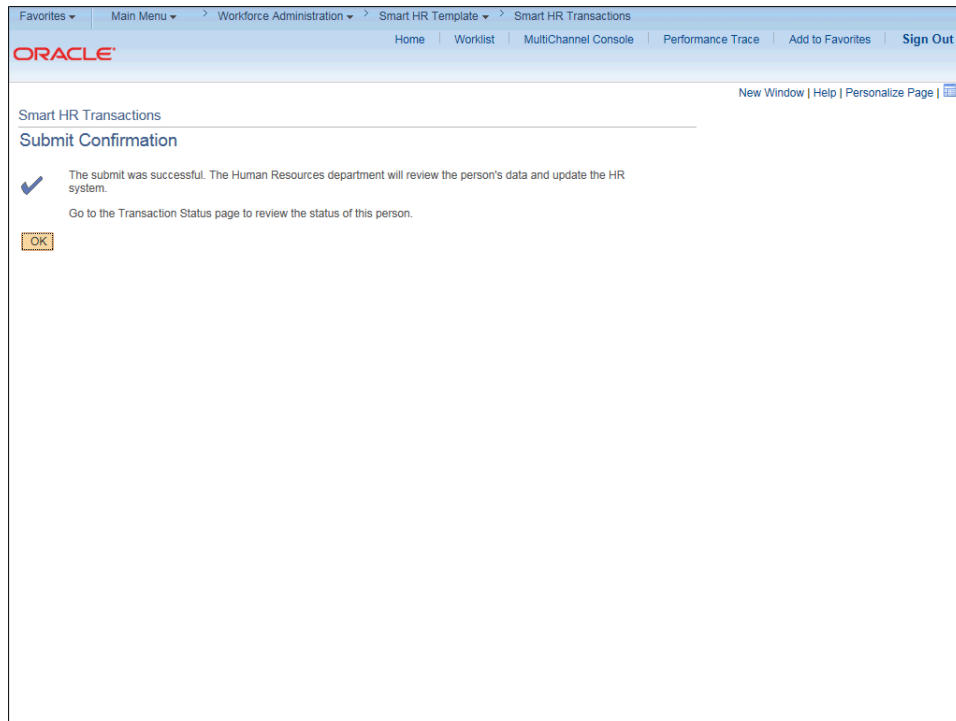 Favorites Main Menu > Workforce Administration > Smart HR Template > Smart HR Transactions
ORACLE
Home Worklist MultiChannel Console Performance Trace Add to Favorites Sign Out
New Window | Help | Personalize Page |
Smart HR Transactions
Submit Confirmation
The submit was successful. The Human Resources department will review the person's data and update the HR
system.
Go to the Transaction Status page to review the status of this person.
OK